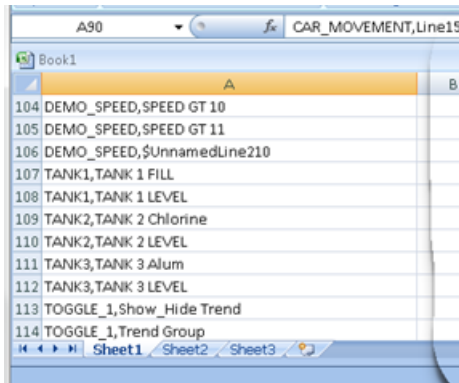 A90 fx CAR_MOVEMENT,Line15
Book1
A B
104 DEMO_SPEED,SPEED GT 10
105 DEMO_SPEED,SPEED GT 11
106 DEMO_SPEED,$UnnamedLine210
107 TANK1,TANK 1 FILL
108 TANK1,TANK 1 LEVEL
109 TANK2,TANK 2 Chlorine
110 TANK2,TANK 2 LEVEL
111 TANK3,TANK 3 Alum
112 TANK3,TANK 3 LEVEL
113 TOGGLE_1,Show_Hide Trend
114 TOGGLE_1,Trend Group
Sheet1 Sheet2 Sheet3